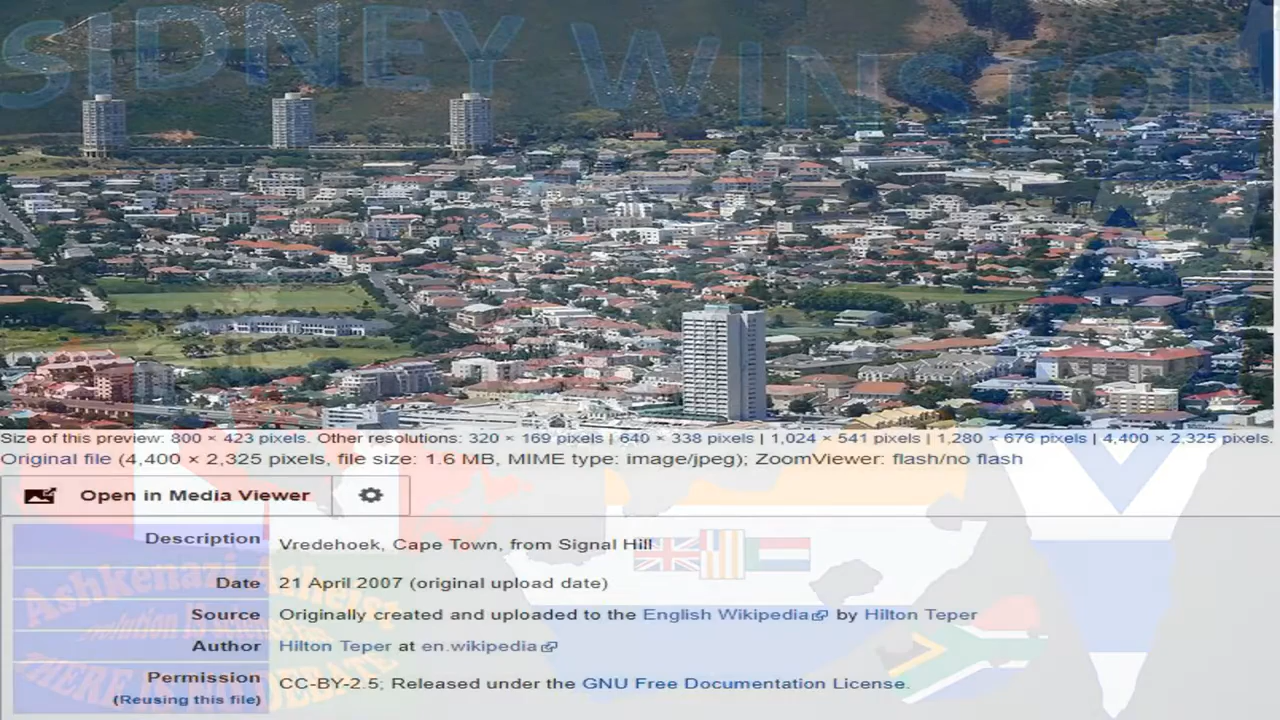 SIDNEY WINSTON
Size of this preview: 800 × 423 pixels. Other resolutions: 320 × 169 pixels | 640 × 338 pixels | 1,024 × 541 pixels | 1,280 × 676 pixels | 4,400 × 2,325 pixels.
Original file (4,400 × 2,325 pixels, file size: 1.6 MB, MIME type: image/jpeg); ZoomViewer: flash/no flash
Open in Media Viewer
Description Vredehoek, Cape Town, from Signal Hill
Date 21 April 2007 (original upload date)
Source Originally created and uploaded to the English Wikipedia by Hilton Teper
Author Hilton Teper at en.wikipedia
Permission CC-BY-2.5; Released under the GNU Free Documentation License.
(Reusing this file)
Ashkenazi Atheist
THERE IS NO DEBATE